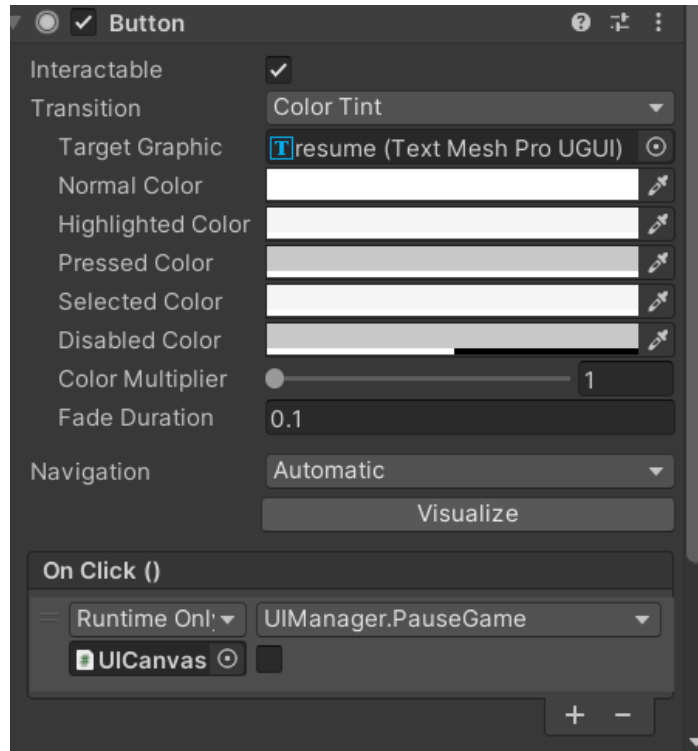 Button
Interactable
Transition Color Tint
Target Graphic resume (Text Mesh Pro UGUI)
Normal Color
Highlighted Color
Pressed Color
Selected Color
Disabled Color
Color Multiplier 1
Fade Duration 0.1
Navigation Automatic
Visualize
On Click ()
Runtime Onl UIManager.PauseGame
UICanvas